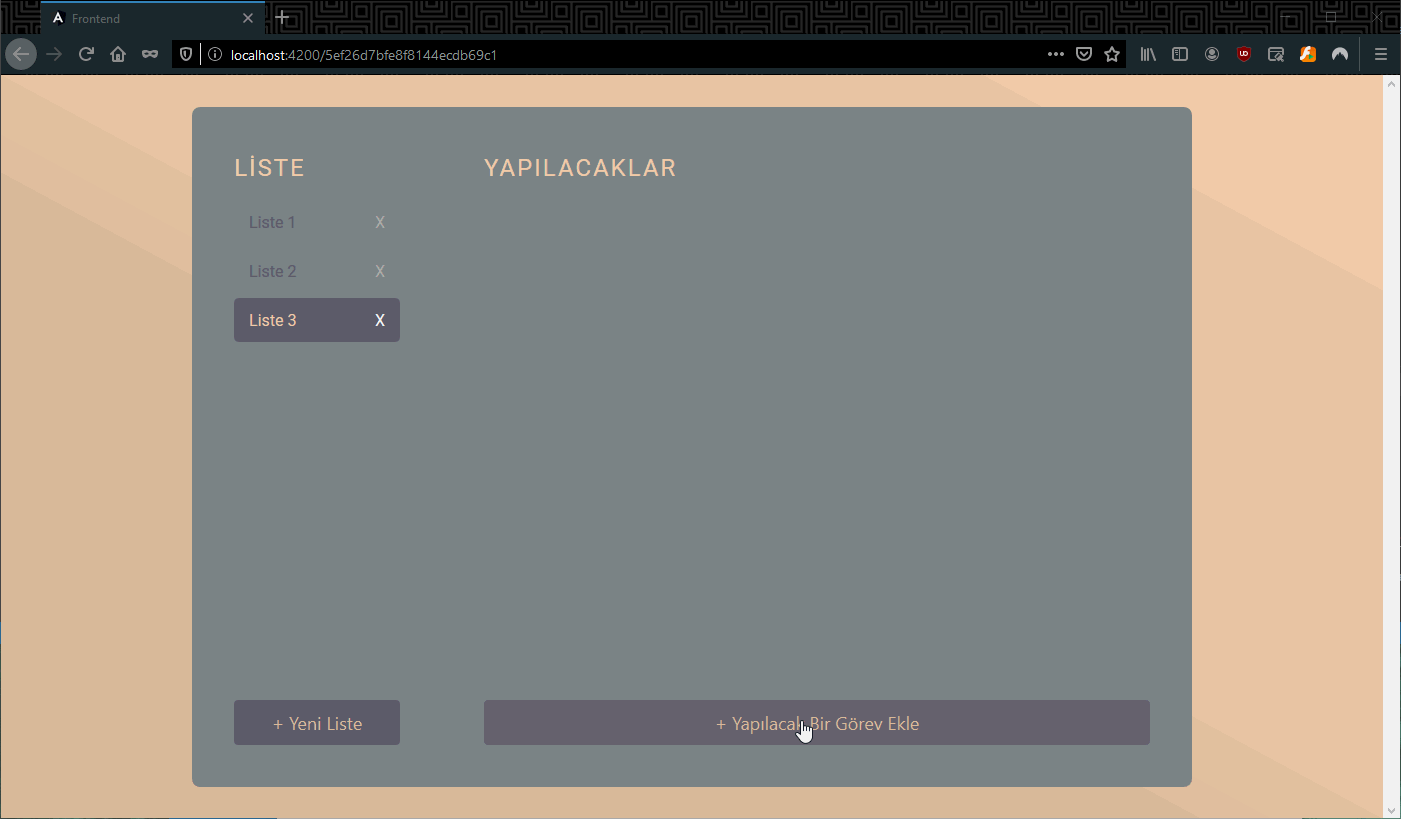 Frontend
localhost:4200/5ef26d7bfe8f8144ecdb69c1
LİSTE
YAPILACAKLAR
Liste 1 X
Liste 2 X
Liste 3 X
+ Yeni Liste
+ Yapılacak Bir Görev Ekle